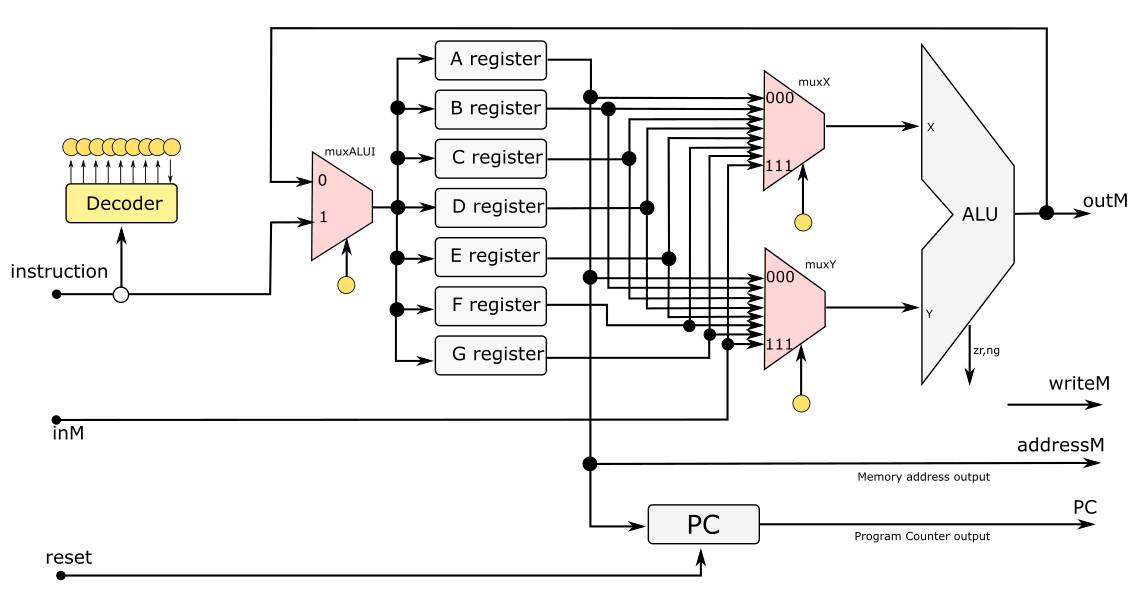 A register
B register
C register
D register
E register
F register
G register
Decoder
instruction
muxALUI
0
1
muxX
000
111
muxY
000
111
X
ALU
Y
outM
zr,ng
writeM
inM
addressM
Memory address output
PC
PC
Program Counter output
reset